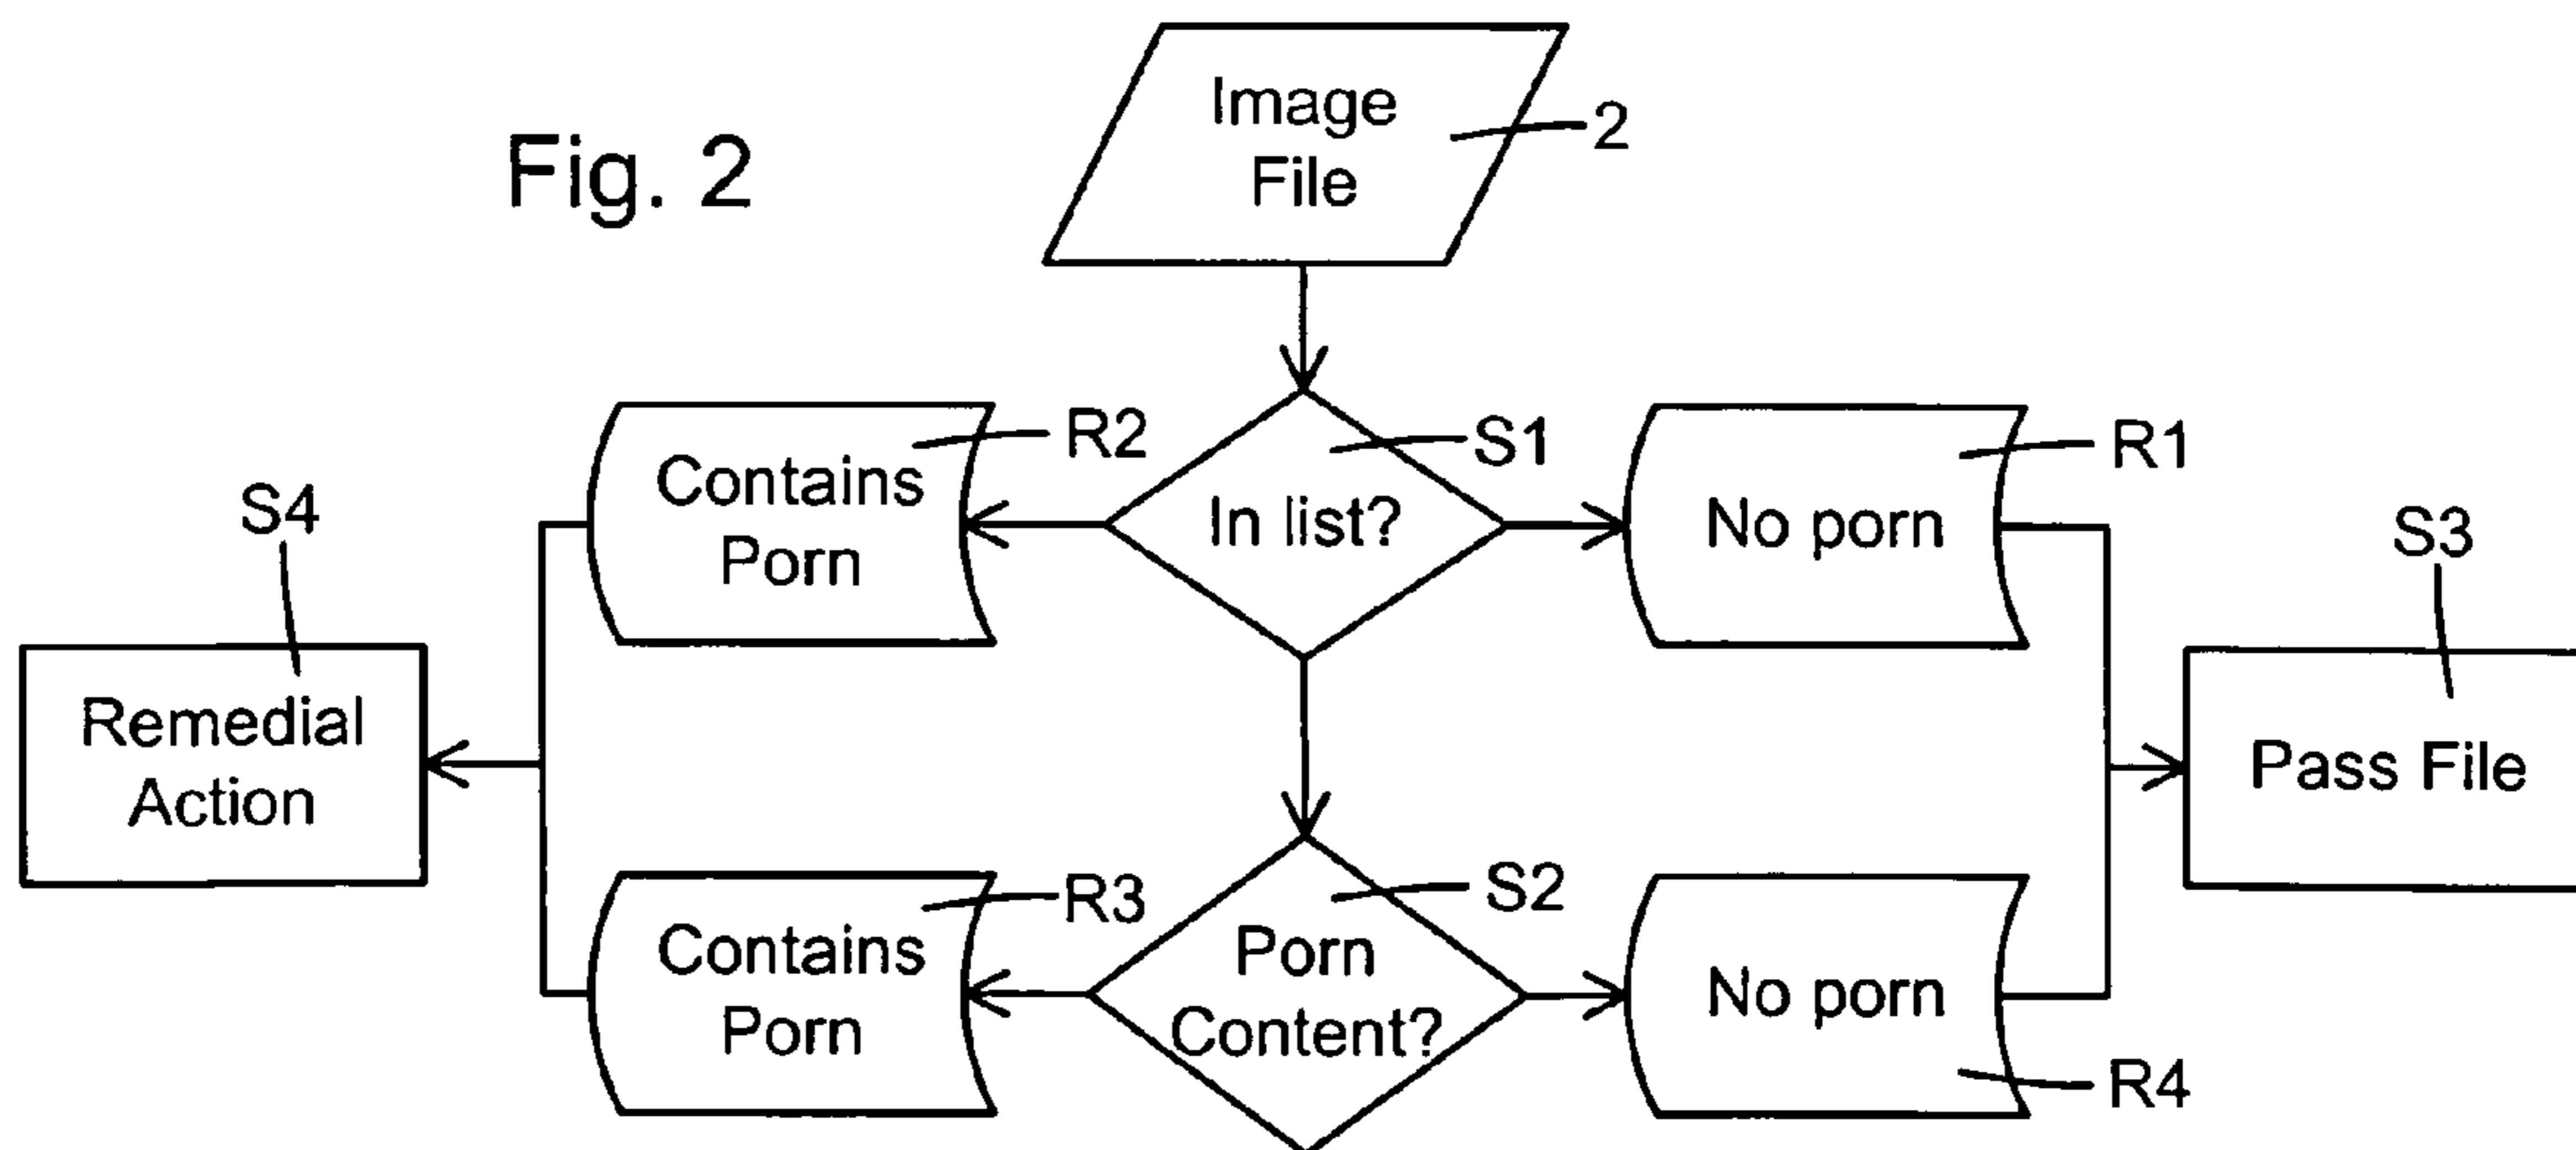 Fig. 2
Image
File
2
S1
In list?
R2
Contains
Porn
R1
No porn
S4
Remedial
Action
S3
Pass File
S2
Porn
Content?
R3
Contains
Porn
No porn
R4